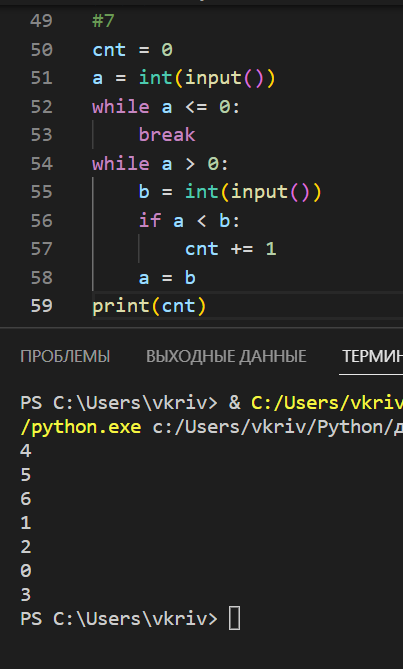 49 #7
50 cnt = 0
51 a = int(input())
52 while a <= 0:
53     break
54 while a > 0:
55     b = int(input())
56     if a < b:
57         cnt += 1
58     a = b
59 print(cnt)
ПРОБЛЕМЫ ВЫХОДНЫЕ ДАННЫЕ ТЕРМИН
PS C:\Users\vkriv> & C:/Users/vkriv
/python.exe c:/Users/vkriv/Python/д
4
5
6
1
2
0
3
PS C:\Users\vkriv>